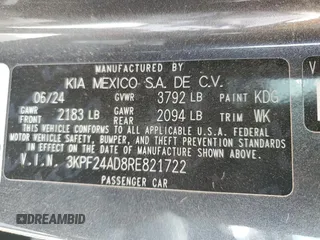 KIA MEXICO S.A. DE C.V.
06/24 GVWR 3792 LB PAINT KDG
GAWR FRONT 2183 LB GAWR REAR 2094 LB TRIM WK
THIS VEHICLE CONFORMS TO ALL APPLICABLE U.S. FEDERAL
MOTOR VEHICLE SAFETY, BUMPER, AND THEFT PREVENTION STANDARDS
IN EFFECT ON THE DATE OF MANUFACTURE SHOWN ABOVE.
V.I.N. 3KPF24AD8RE821722
PASSENGER CAR
V
DREAMBID